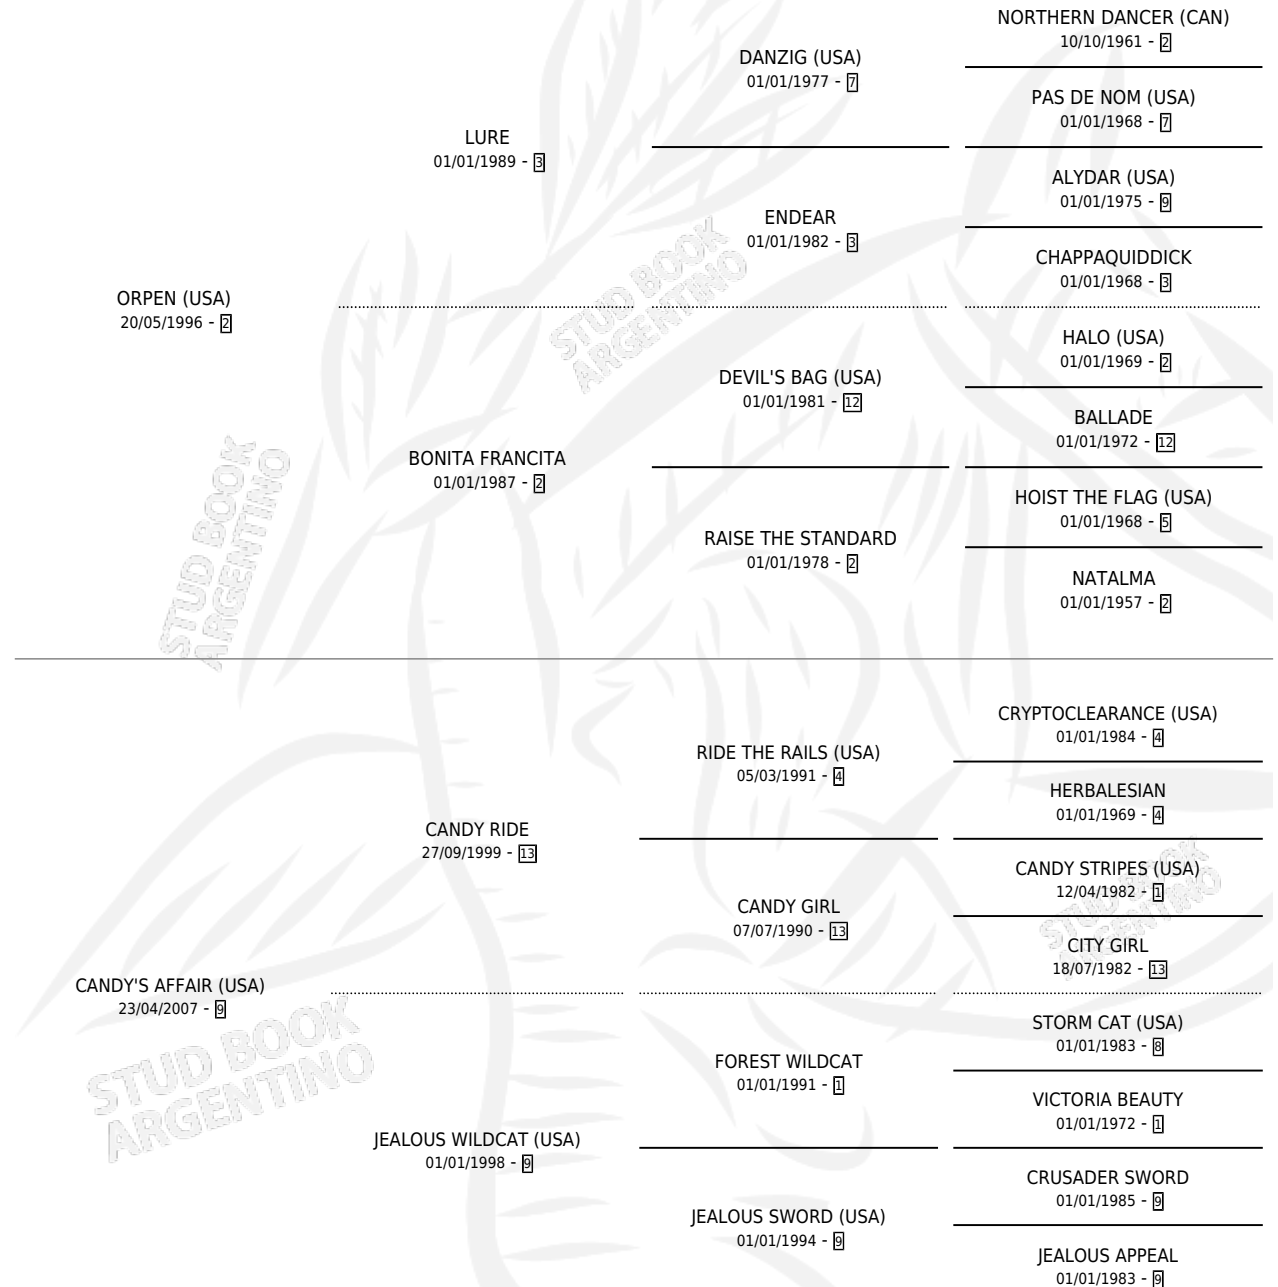 NORTHERN DANCER (CAN)
10/10/1961 - 2
DANZIG (USA)
01/01/1977 - 7
PAS DE NOM (USA)
01/01/1968 - 7
LURE
01/01/1989 - 3
ALYDAR (USA)
01/01/1975 - 9
ENDEAR
01/01/1982 - 3
CHAPPAQUIDDICK
01/01/1968 - 3
ORPEN (USA)
20/05/1996 - 2
HALO (USA)
01/01/1969 - 2
DEVIL'S BAG (USA)
01/01/1981 - 12
BALLADE
01/01/1972 - 12
BONITA FRANCITA
01/01/1987 - 2
HOIST THE FLAG (USA)
01/01/1968 - 5
RAISE THE STANDARD
01/01/1978 - 2
NATALMA
01/01/1957 - 2
CRYPTOCLEARANCE (USA)
01/01/1984 - 4
RIDE THE RAILS (USA)
05/03/1991 - 4
HERBALESIAN
01/01/1969 - 4
CANDY RIDE
27/09/1999 - 13
CANDY STRIPES (USA)
12/04/1982 - 1
CANDY GIRL
07/07/1990 - 13
CITY GIRL
18/07/1982 - 13
CANDY'S AFFAIR (USA)
23/04/2007 - 9
STORM CAT (USA)
01/01/1983 - 8
FOREST WILDCAT
01/01/1991 - 1
VICTORIA BEAUTY
01/01/1972 - 1
JEALOUS WILDCAT (USA)
01/01/1998 - 9
CRUSADER SWORD
01/01/1985 - 9
JEALOUS SWORD (USA)
01/01/1994 - 9
JEALOUS APPEAL
01/01/1983 - 9
STUD BOOK
ARGENTINO
STUD BOOK
ARGENTINO
STUD BOOK
ARGENTINO
STUD BOOK
ARGENTINO